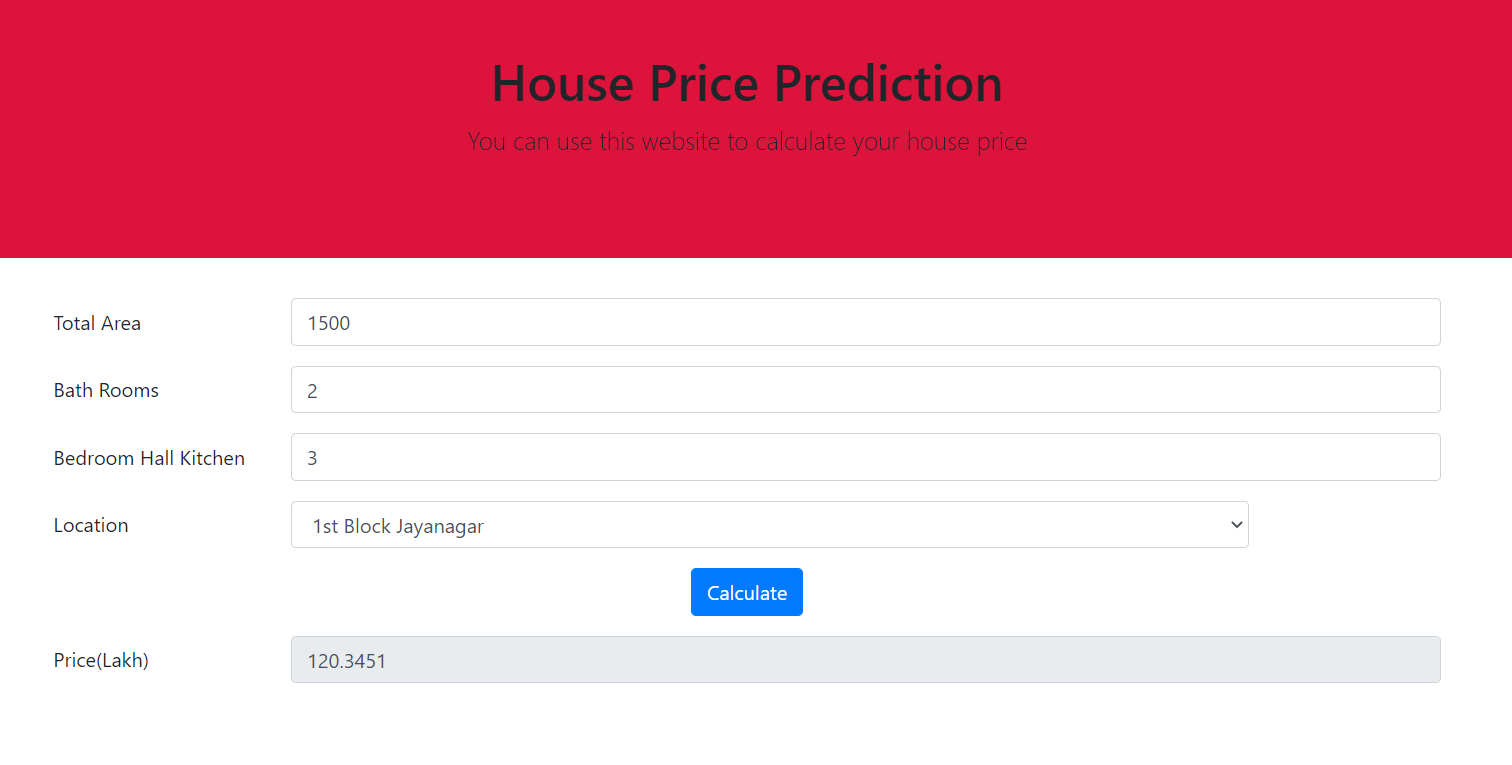 House Price Prediction
You can use this website to calculate your house price
Total Area 1500
Bath Rooms 2
Bedroom Hall Kitchen 3
Location 1st Block Jayanagar
Calculate
Price(Lakh) 120.3451